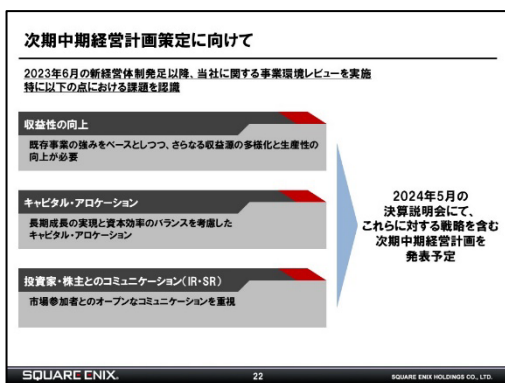 次期中期経営計画策定に向けて
2023年6月の新経営体制発足以降、当社に関する事業環境レビューを実施
特に以下の点における課題を認識
収益性の向上
既存事業の強みをベースとしつつ、さらなる収益源の多様化と生産性の
向上が必要
キャピタル・アロケーション
長期成長の実現と資本効率のバランスを考慮した
キャピタル・アロケーション
投資家・株主とのコミュニケーション(IR・SR)
市場参加者とのオープンなコミュニケーションを重視
2024年5月の
決算説明会にて、
これらに対する戦略を含む
次期中期経営計画を
発表予定
SQUARE ENIX.
22
SQUARE ENIX HOLDINGS CO., LTD.